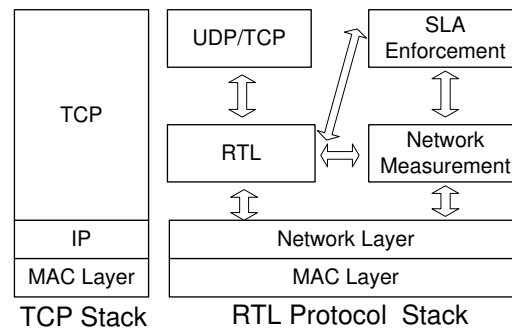 TCP
IP
MAC Layer
TCP Stack
UDP/TCP
SLA
Enforcement
RTL
Network
Measurement
Network Layer
MAC Layer
RTL Protocol Stack